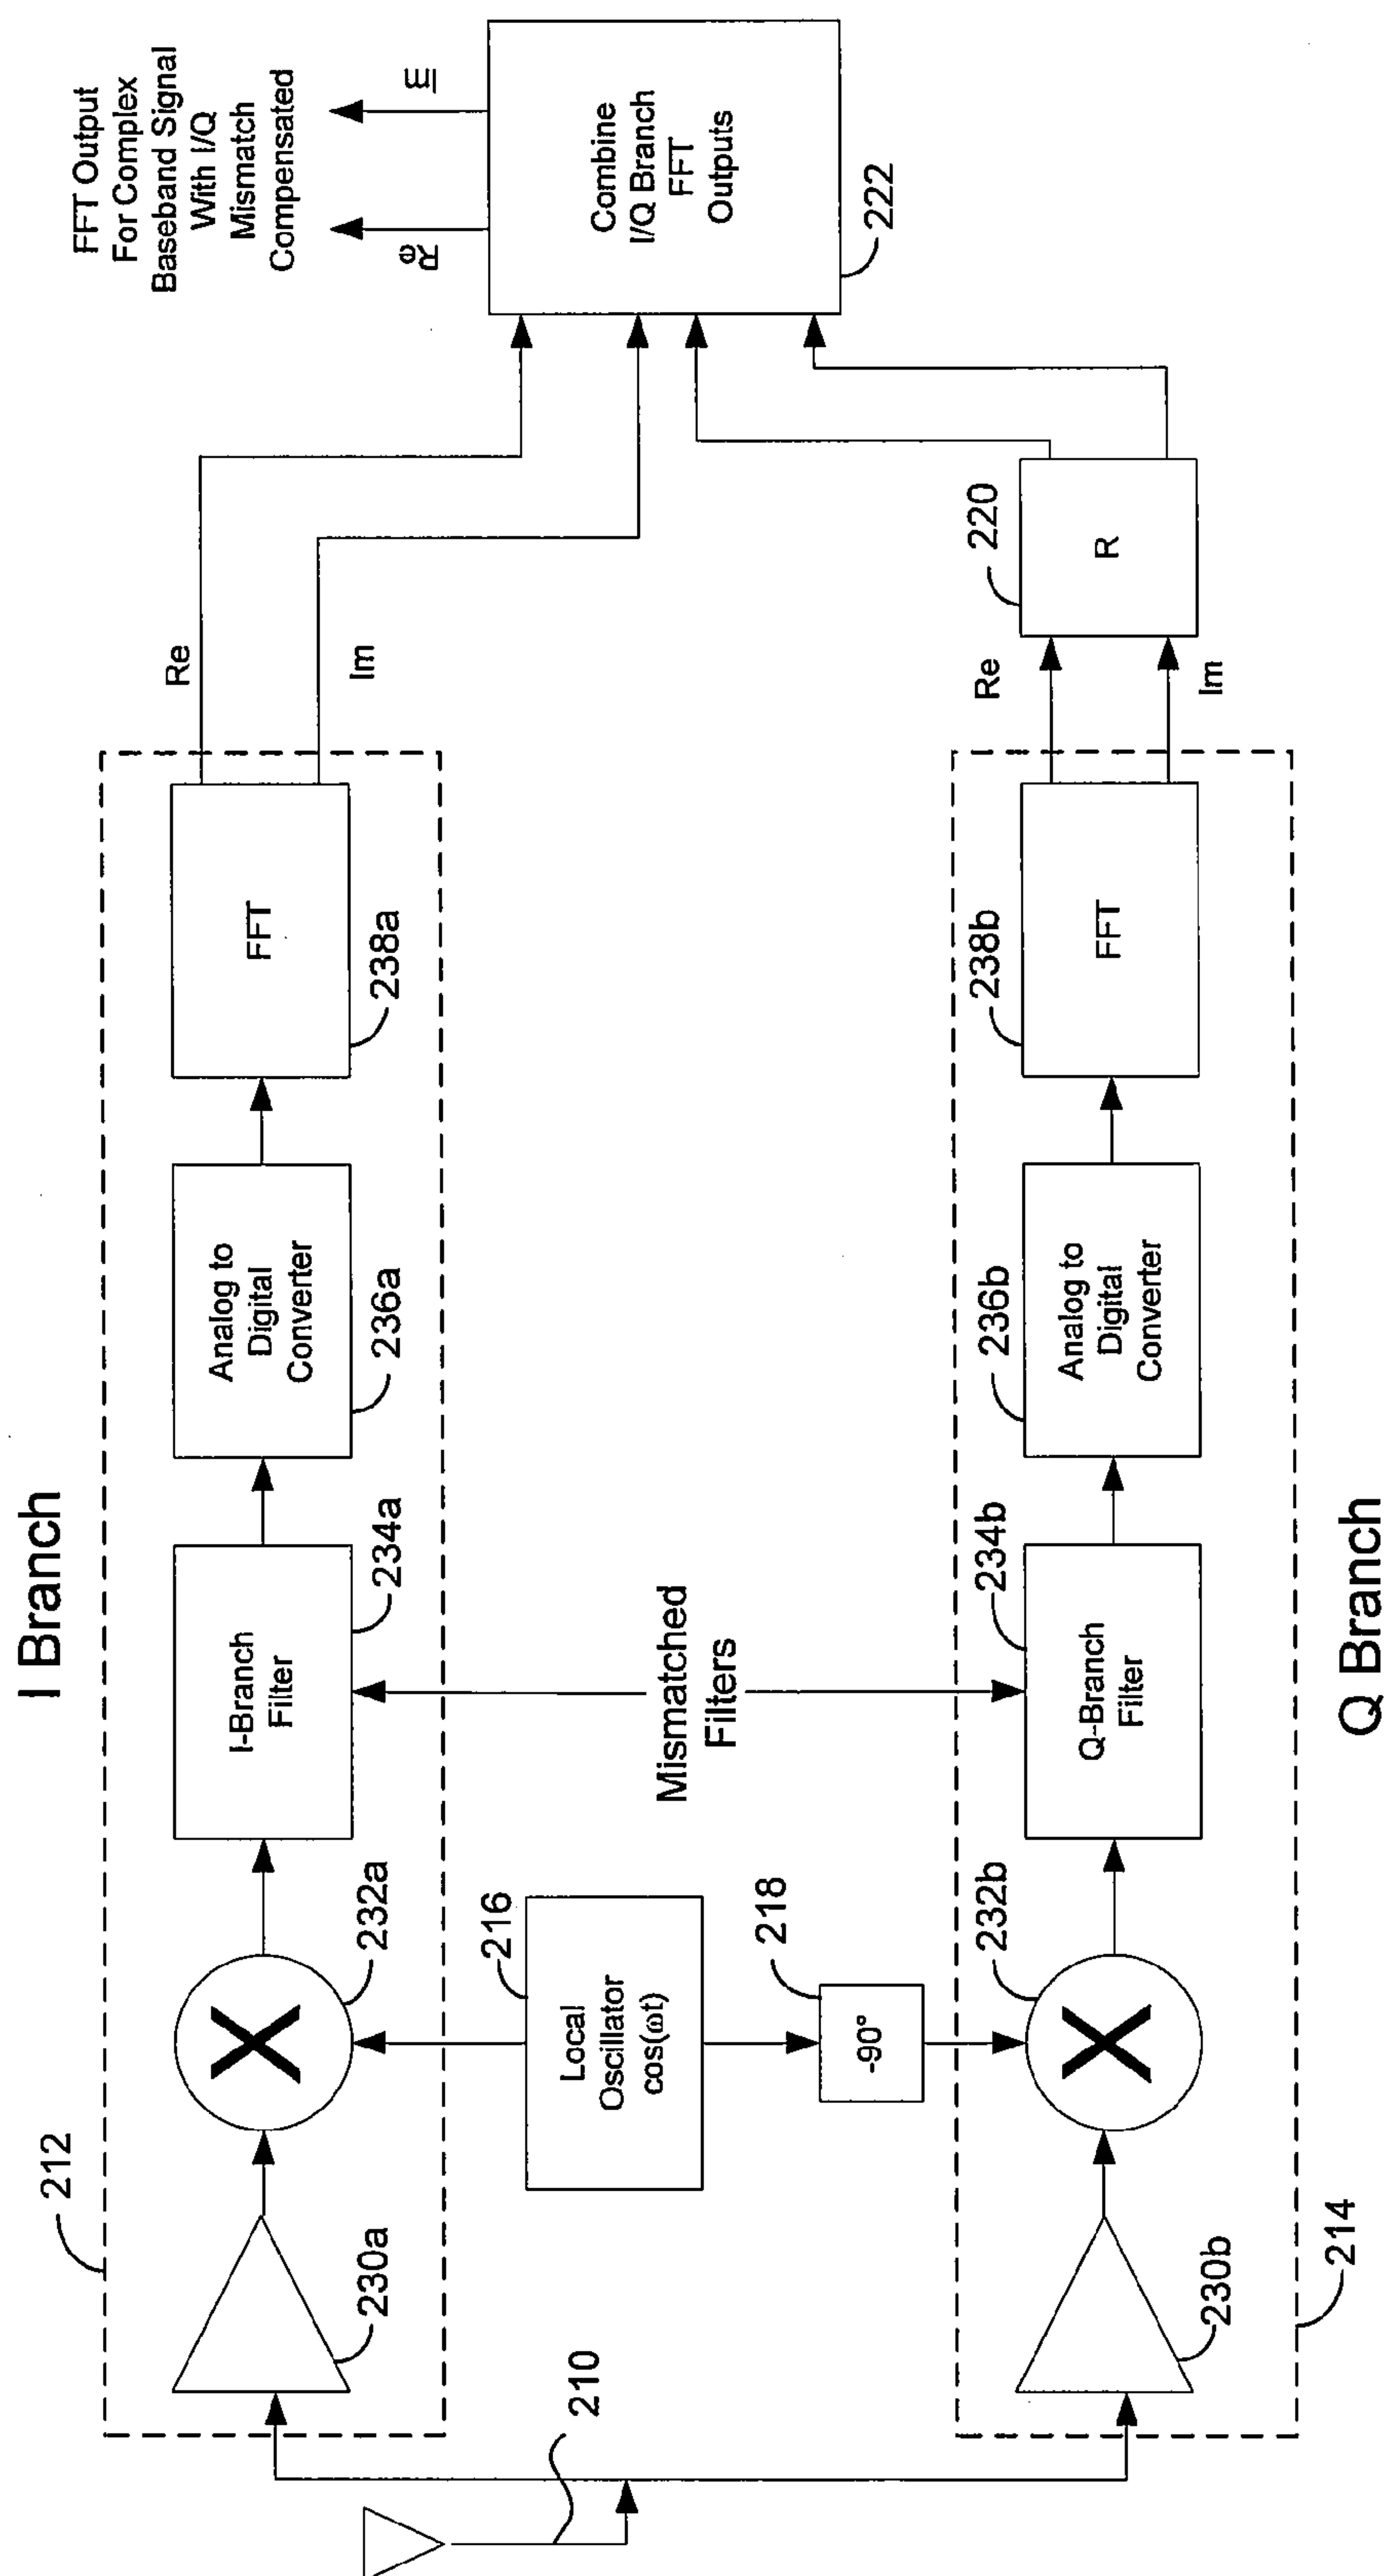 I Branch
212
230a
232a
I-Branch
Filter
234a
Analog to
Digital
Converter
236a
FFT
238a
Re
Im
210
216
Local
Oscillator
cos(ωt)
218
-90°
Mismatched
Filters
FFT Output
For Complex
Baseband Signal
With I/Q
Mismatch
Compensated
Re
Im
Combine
I/Q Branch
FFT
Outputs
222
230b
232b
Q-Branch
Filter
234b
Analog to
Digital
Converter
236b
FFT
238b
Re
Im
220
R
214
Q Branch